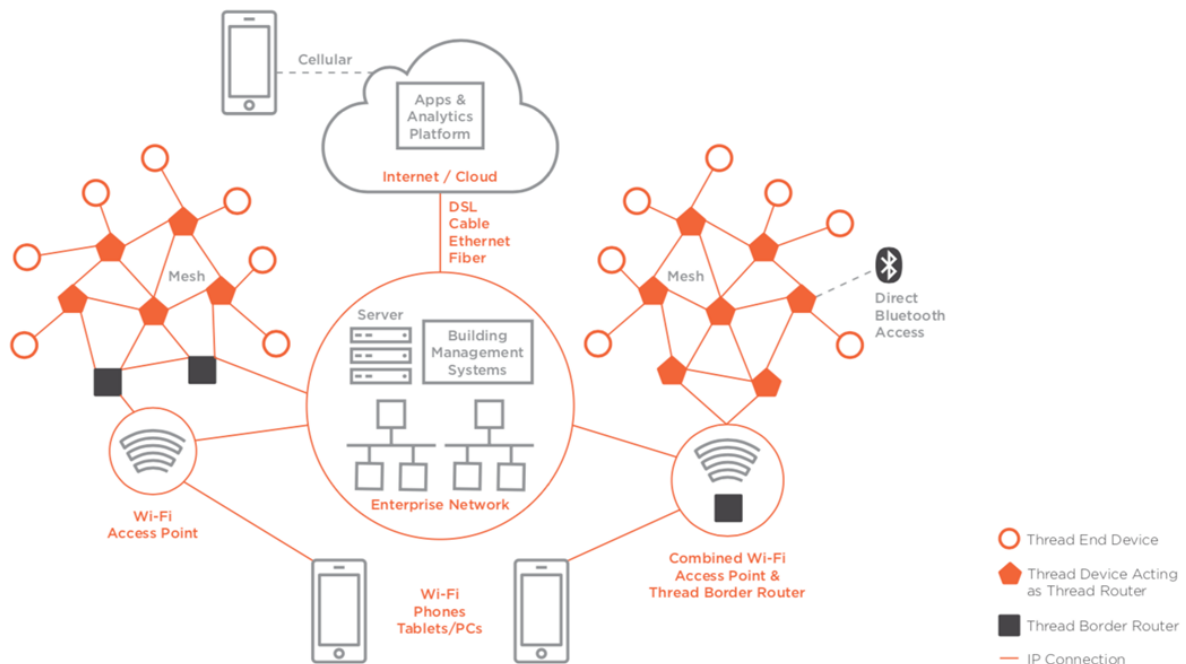 Cellular
Apps &
Analytics
Platform
Internet / Cloud
DSL
Cable
Ethernet
Fiber
Mesh
Mesh
Direct
Bluetooth
Access
Server
Building
Management
Systems
Enterprise Network
Wi-Fi
Access Point
Combined Wi-Fi
Access Point &
Thread Border Router
Wi-Fi
Phones
Tablets/PCs
Thread End Device
Thread Device Acting
as Thread Router
Thread Border Router
IP Connection